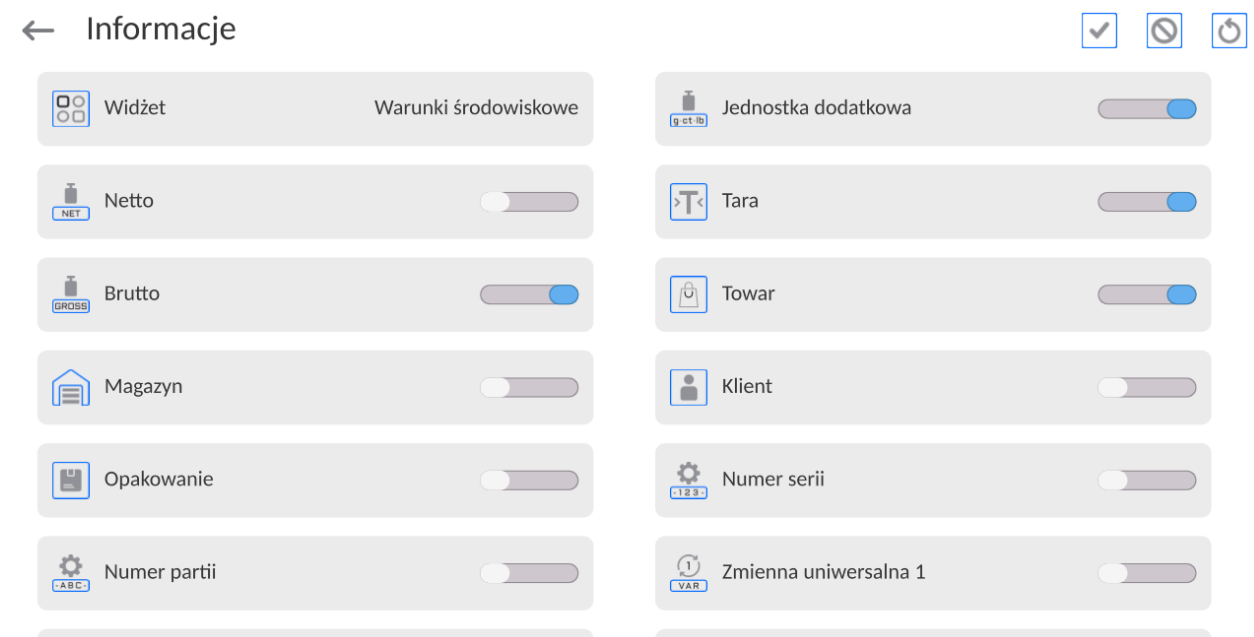 Informacje
Widżet
Warunki środowiskowe
g·ct·lb
Jednostka dodatkowa
NET
Netto
>T<
Tara
GROSS
Brutto
Towar
Magazyn
Klient
Opakowanie
-123-
Numer serii
-ABC-
Numer partii
1
VAR
Zmienna uniwersalna 1